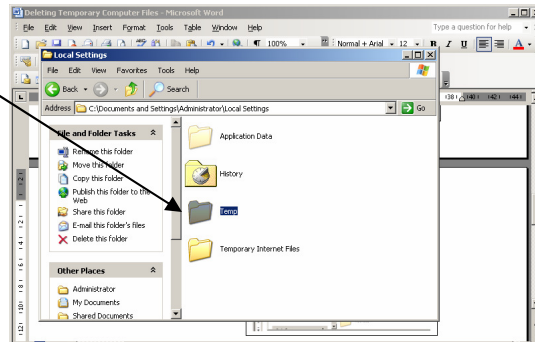 Deleting Temporary Computer Files - Microsoft Word
File Edit View Insert Format Tools Table Window Help Type a question for help
100% Normal + Arial 12 B I U A
Local Settings
File Edit View Favorites Tools Help
Back Search
Address C:\Documents and Settings\Administrator\Local Settings Go
File and Folder Tasks
Rename this folder
Move this folder
Copy this folder
Publish this folder to the
Web
Share this folder
E-mail this folder's files
Delete this folder
Other Places
Administrator
My Documents
Shared Documents
Application Data
History
Temp
Temporary Internet Files